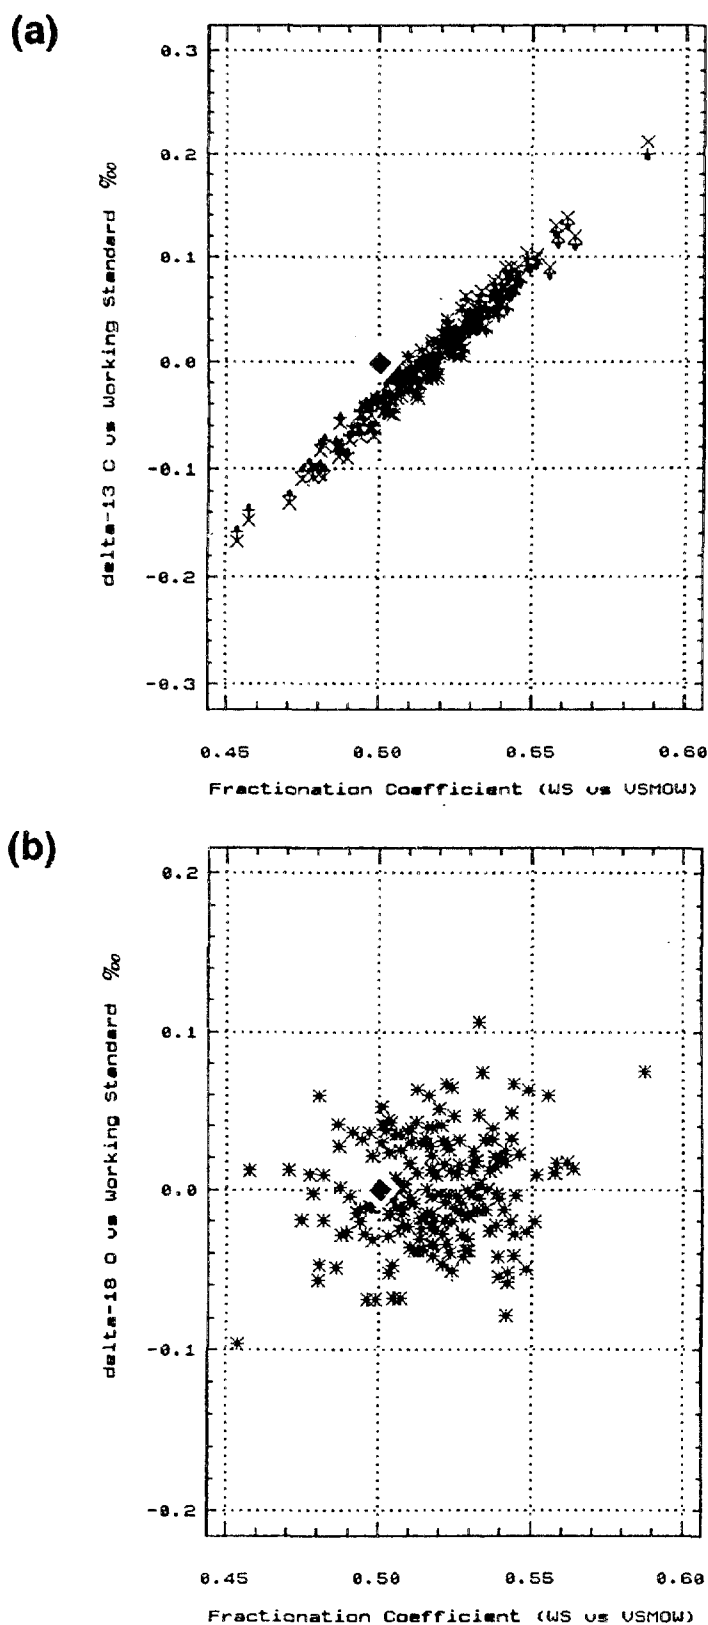 (a)
0.3
0.2
0.1
0.0
-0.1
-0.2
-0.3
delta-13 C vs Working Standard ‰
0.45 0.50 0.55 0.60
Fractionation Coefficient (WS vs VSMOW)
(b)
0.2
0.1
0.0
-0.1
-0.2
delta-18 O vs Working Standard ‰
0.45 0.50 0.55 0.60
Fractionation Coefficient (WS vs VSMOW)